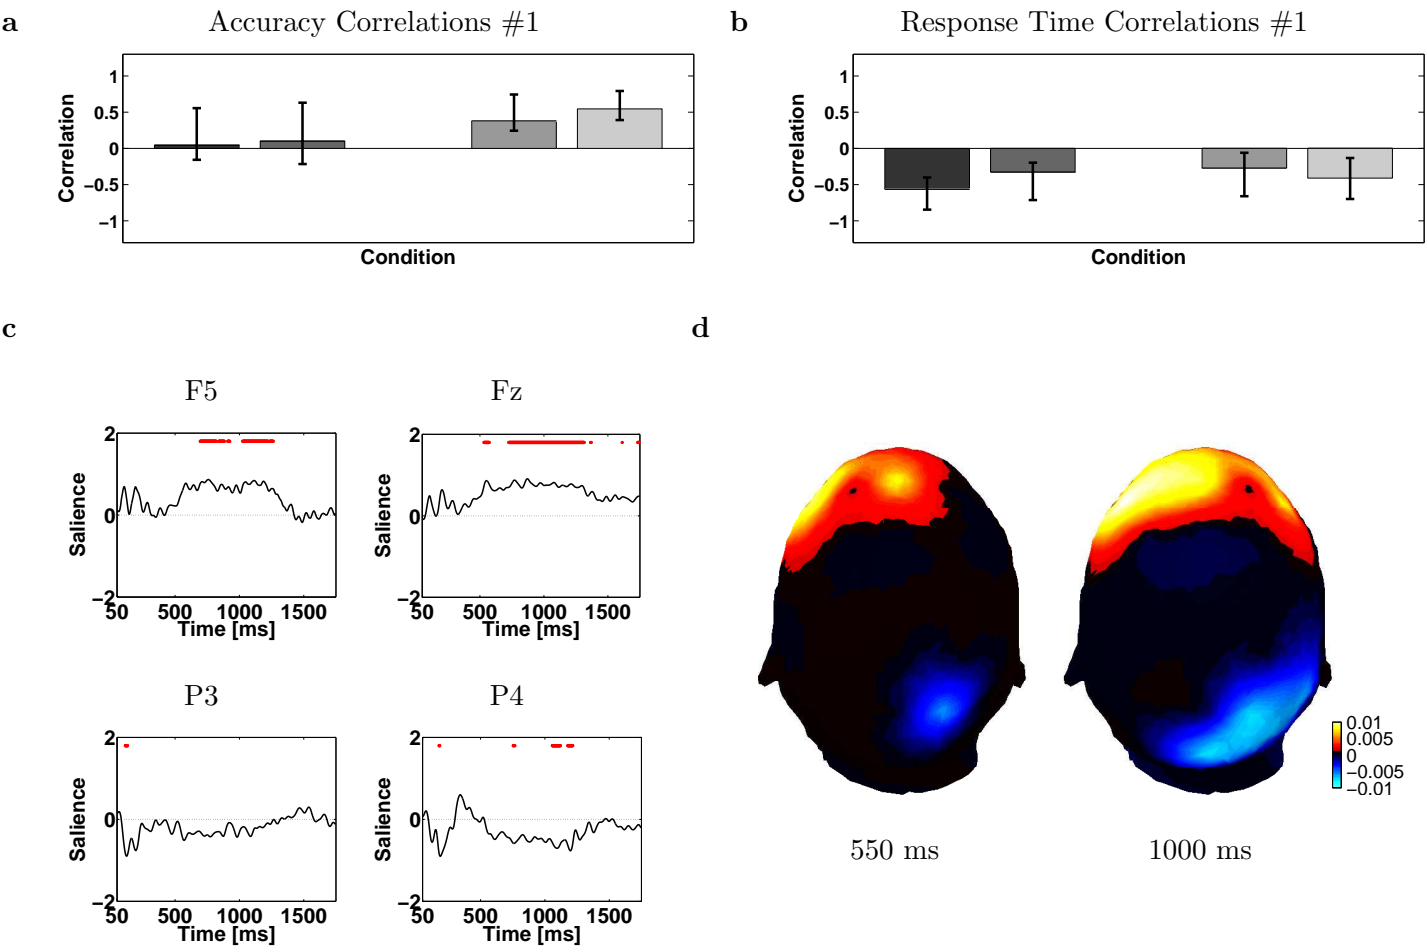 a
Accuracy Correlations #1
1
0.5
0
−0.5
−1
Correlation
Condition
b
Response Time Correlations #1
1
0.5
0
−0.5
−1
Correlation
Condition
c
F5
2
0
−2
Salience
50 500 1000 1500
Time [ms]
Fz
2
0
−2
Salience
50 500 1000 1500
Time [ms]
P3
2
0
−2
Salience
50 500 1000 1500
Time [ms]
P4
2
0
−2
Salience
50 500 1000 1500
Time [ms]
d
0.01
0.005
0
−0.005
−0.01
550 ms
1000 ms